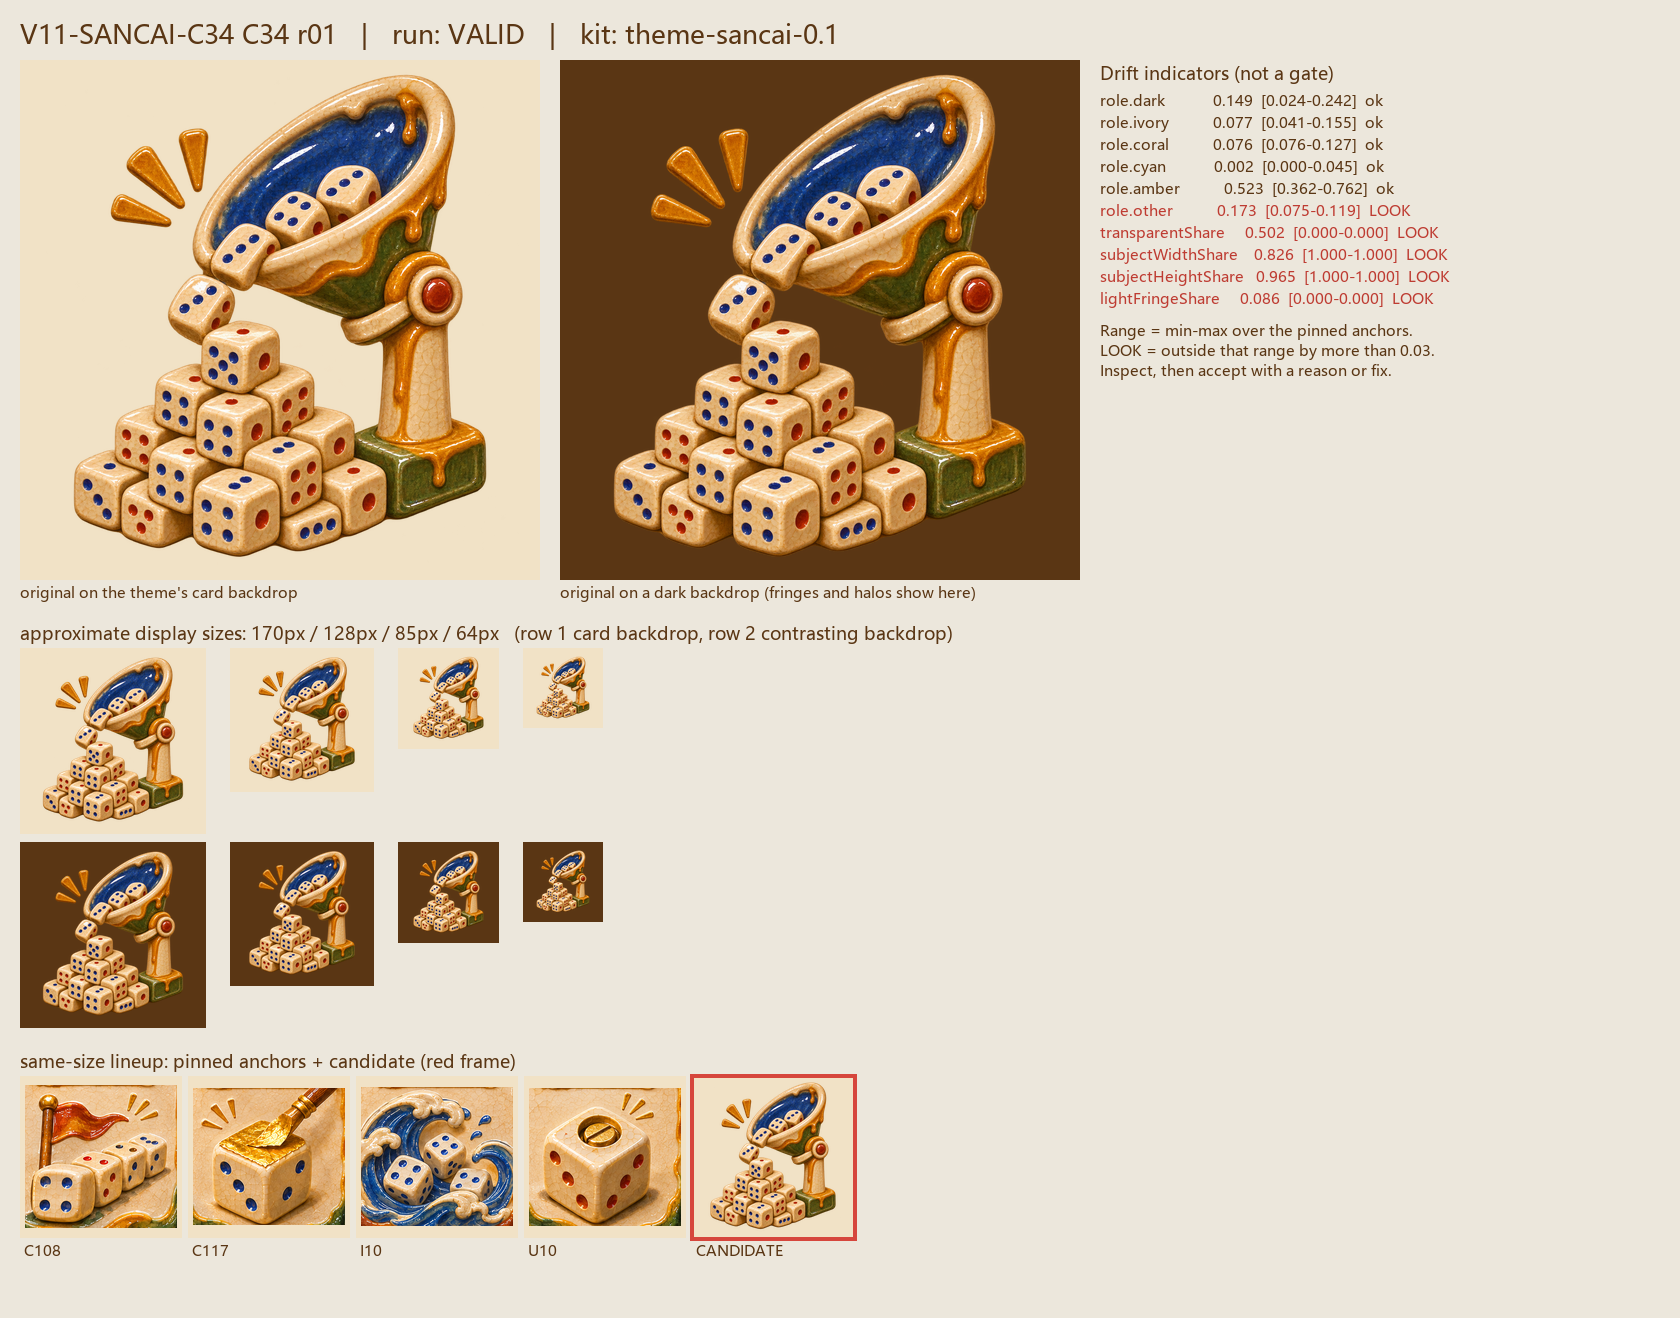 V11-SANCAI-C34 C34 r01 | run: VALID | kit: theme-sancai-0.1
Drift indicators (not a gate)
role.dark 0.149 [0.024-0.242] ok
role.ivory 0.077 [0.041-0.155] ok
role.coral 0.076 [0.076-0.127] ok
role.cyan 0.002 [0.000-0.045] ok
role.amber 0.523 [0.362-0.762] ok
role.other 0.173 [0.075-0.119] LOOK
transparentShare 0.502 [0.000-0.000] LOOK
subjectWidthShare 0.826 [1.000-1.000] LOOK
subjectHeightShare 0.965 [1.000-1.000] LOOK
lightFringeShare 0.086 [0.000-0.000] LOOK
Range = min-max over the pinned anchors.
LOOK = outside that range by more than 0.03.
Inspect, then accept with a reason or fix.
original on the theme's card backdrop
original on a dark backdrop (fringes and halos show here)
approximate display sizes: 170px / 128px / 85px / 64px (row 1 card backdrop, row 2 contrasting backdrop)
same-size lineup: pinned anchors + candidate (red frame)
C108
C117
I10
U10
CANDIDATE